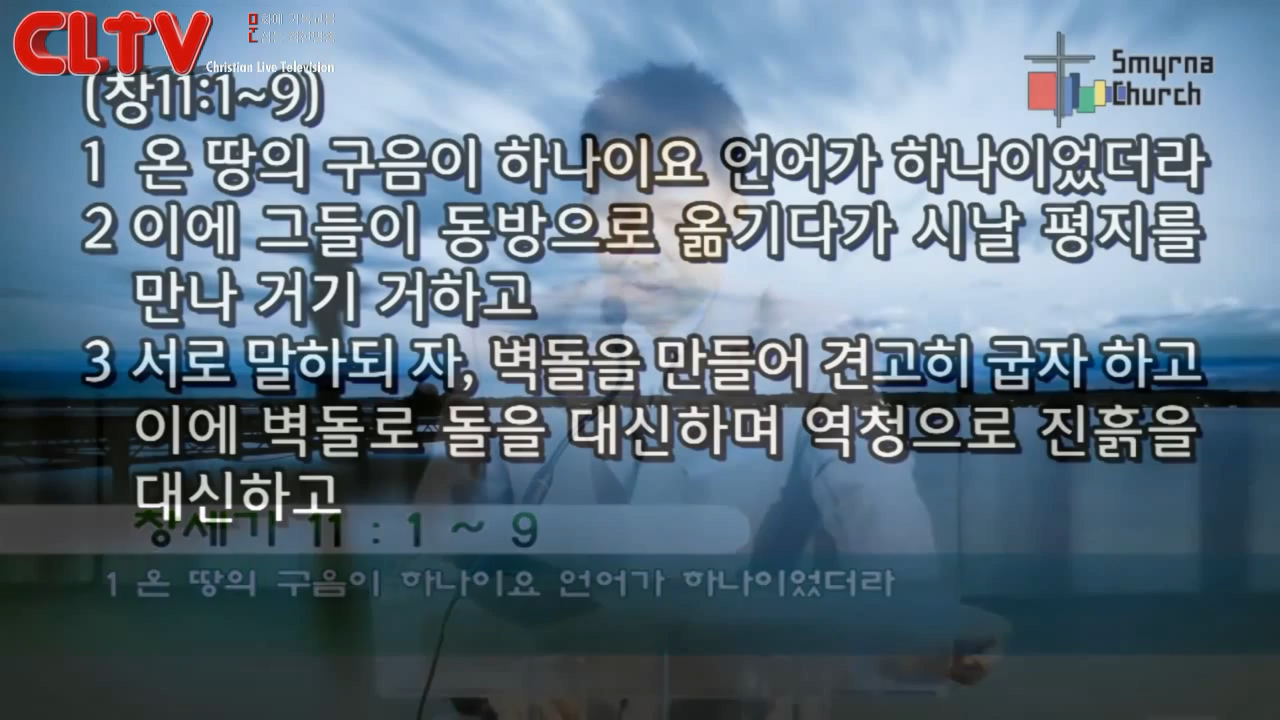 CLTV
Christian Live Television
Smyrna
Church
(창11:1~9)
1 온 땅의 구음이 하나이요 언어가 하나이었더라
2 이에 그들이 동방으로 옮기다가 시날 평지를
만나 거기 거하고
3 서로 말하되 자, 벽돌을 만들어 견고히 굽자 하고
이에 벽돌로 돌을 대신하며 역청으로 진흙을
대신하고
창세기 11 : 1 ~ 9
1 온 땅의 구음이 하나이요 언어가 하나이었더라